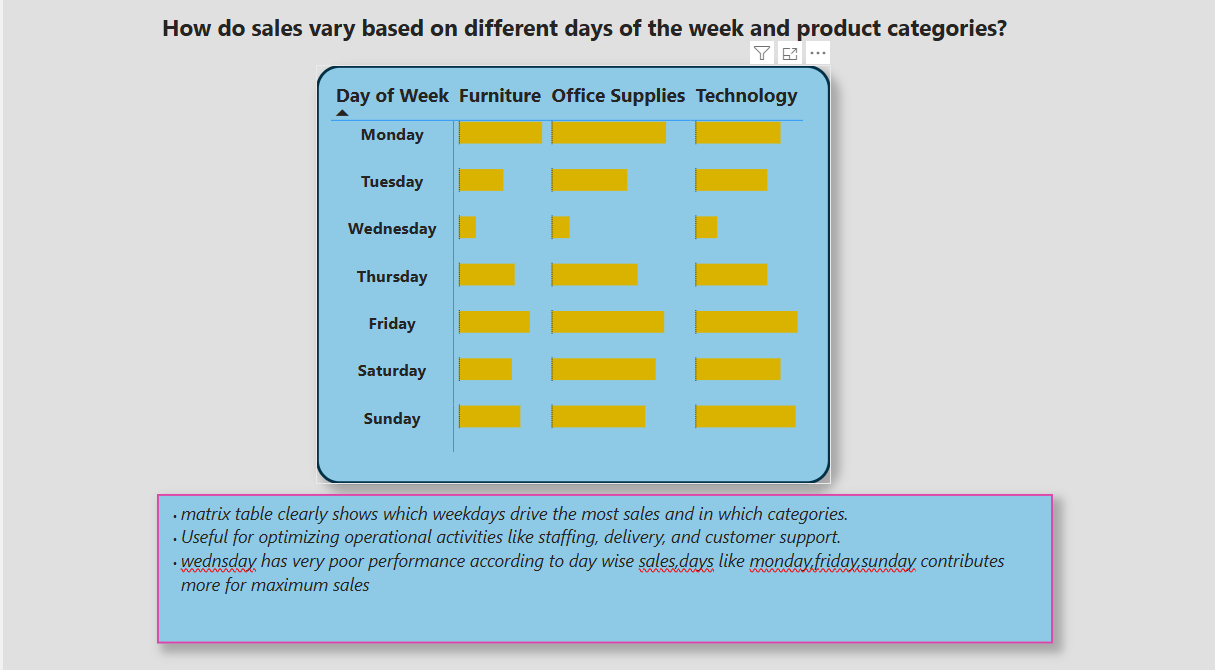 How do sales vary based on different days of the week and product categories?
Day of Week Furniture Office Supplies Technology
Monday
Tuesday
Wednesday
Thursday
Friday
Saturday
Sunday
• matrix table clearly shows which weekdays drive the most sales and in which categories.
• Useful for optimizing operational activities like staffing, delivery, and customer support.
• wednsday has very poor performance according to day wise sales,days like monday,friday,sunday contributes
more for maximum sales